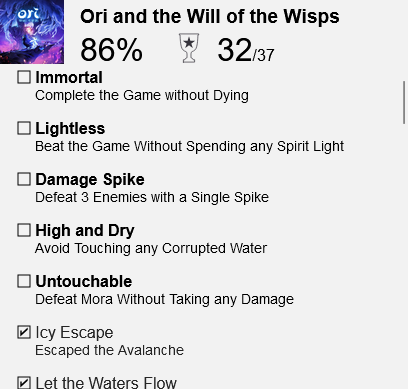 ori
Ori and the Will of the Wisps
86% 32/37
Immortal
Complete the Game without Dying
Lightless
Beat the Game Without Spending any Spirit Light
Damage Spike
Defeat 3 Enemies with a Single Spike
High and Dry
Avoid Touching any Corrupted Water
Untouchable
Defeat Mora Without Taking any Damage
Icy Escape
Escaped the Avalanche
Let the Waters Flow